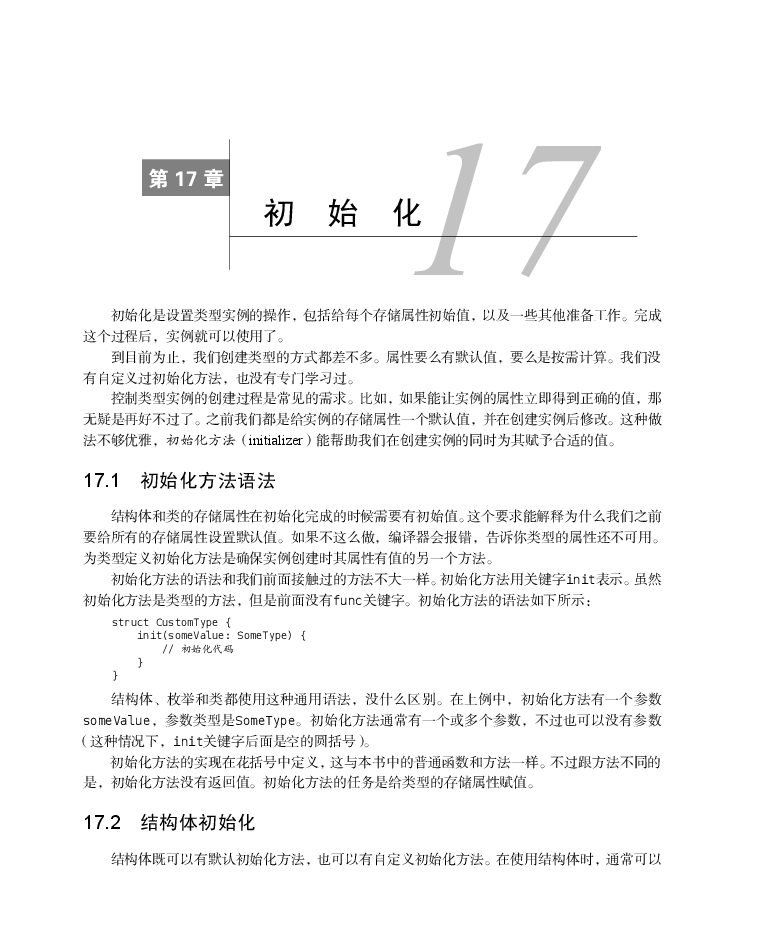 第 17 章
17
初 始 化
初始化是设置类型实例的操作，包括给每个存储属性初始值，以及一些其他准备工作。完成
这个过程后，实例就可以使用了。
到目前为止，我们创建类型的方式都差不多。属性要么有默认值，要么是按需计算。我们没
有自定义过初始化方法，也没有专门学习过。
控制类型实例的创建过程是常见的需求。比如，如果能让实例的属性立即得到正确的值，那
无疑是再好不过了。之前我们都是给实例的存储属性一个默认值，并在创建实例后修改。这种做
法不够优雅，初始化方法（initializer）能帮助我们在创建实例的同时为其赋予合适的值。
17.1 初始化方法语法
结构体和类的存储属性在初始化完成的时候需要有初始值。这个要求能解释为什么我们之前
要给所有的存储属性设置默认值。如果不这么做，编译器会报错，告诉你类型的属性还不可用。
为类型定义初始化方法是确保实例创建时其属性有值的另一个方法。
初始化方法的语法和我们前面接触过的方法不大一样。初始化方法用关键字init表示。虽然
初始化方法是类型的方法，但是前面没有func关键字。初始化方法的语法如下所示：
struct CustomType {
init(someValue: SomeType) {
// 初始化代码
}
}
结构体、枚举和类都使用这种通用语法，没什么区别。在上例中，初始化方法有一个参数
someValue，参数类型是SomeType。初始化方法通常有一个或多个参数，不过也可以没有参数
（这种情况下，init关键字后面是空的圆括号）。
初始化方法的实现在花括号中定义，这与本书中的普通函数和方法一样。不过跟方法不同的
是，初始化方法没有返回值。初始化方法的任务是给类型的存储属性赋值。
17.2 结构体初始化
结构体既可以有默认初始化方法，也可以有自定义初始化方法。在使用结构体时，通常可以